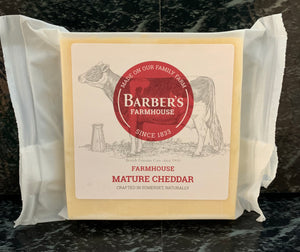 MADE ON OUR FAMILY FARM
BARBER'S
FARMHOUSE
SINCE 1833
FARMHOUSE
MATURE CHEDDAR
CRAFTED IN SOMERSET, NATURALLY